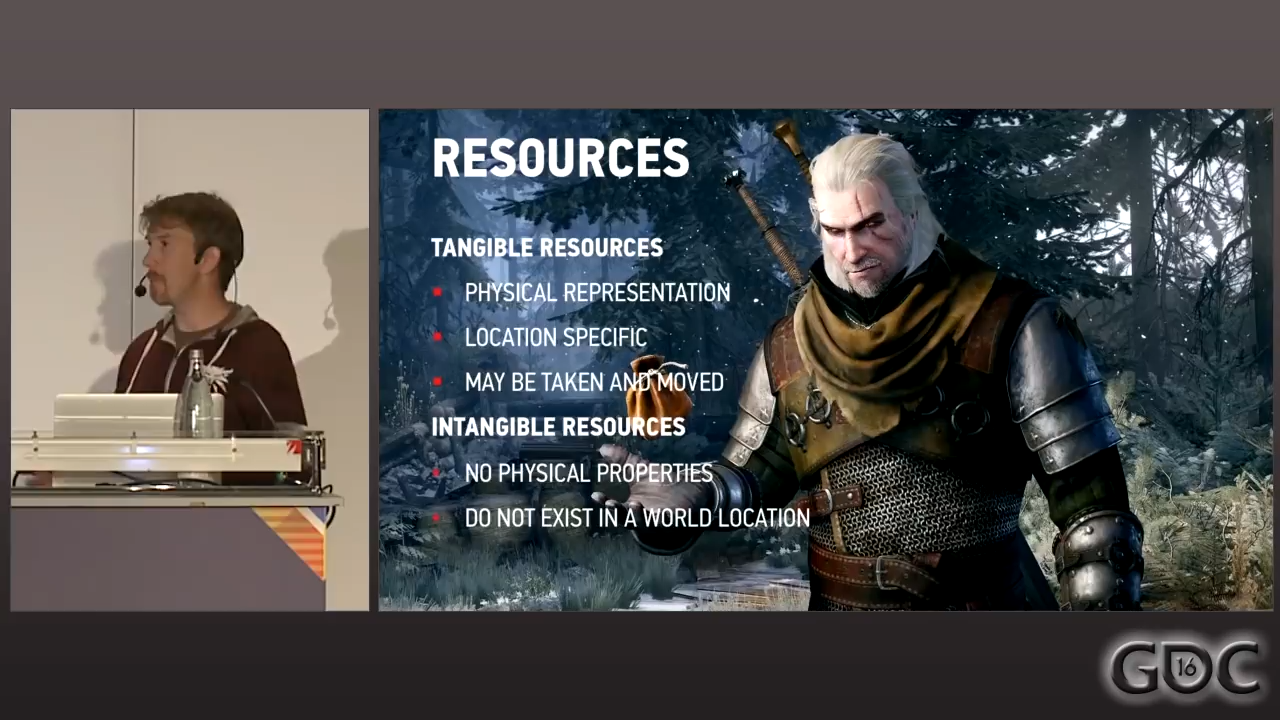 RESOURCES
TANGIBLE RESOURCES
PHYSICAL REPRESENTATION
LOCATION SPECIFIC
MAY BE TAKEN AND MOVED
INTANGIBLE RESOURCES
NO PHYSICAL PROPERTIES
DO NOT EXIST IN A WORLD LOCATION
GDC
16